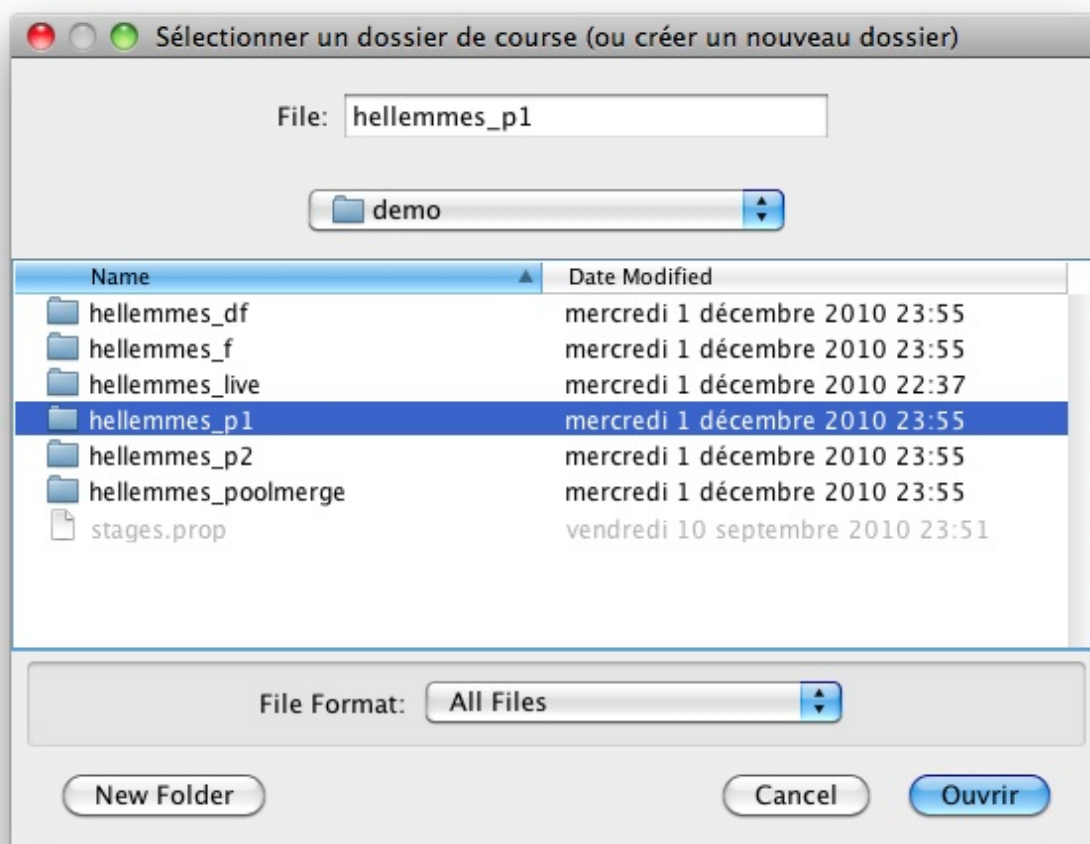 Sélectionner un dossier de course (ou créer un nouveau dossier)
File: hellemmes_p1
demo
Name Date Modified
hellemmes_df mercredi 1 décembre 2010 23:55
hellemmes_f mercredi 1 décembre 2010 23:55
hellemmes_live mercredi 1 décembre 2010 22:37
hellemmes_p1 mercredi 1 décembre 2010 23:55
hellemmes_p2 mercredi 1 décembre 2010 23:55
hellemmes_poolmerge mercredi 1 décembre 2010 23:55
stages.prop vendredi 10 septembre 2010 23:51
File Format: All Files
New Folder Cancel Ouvrir